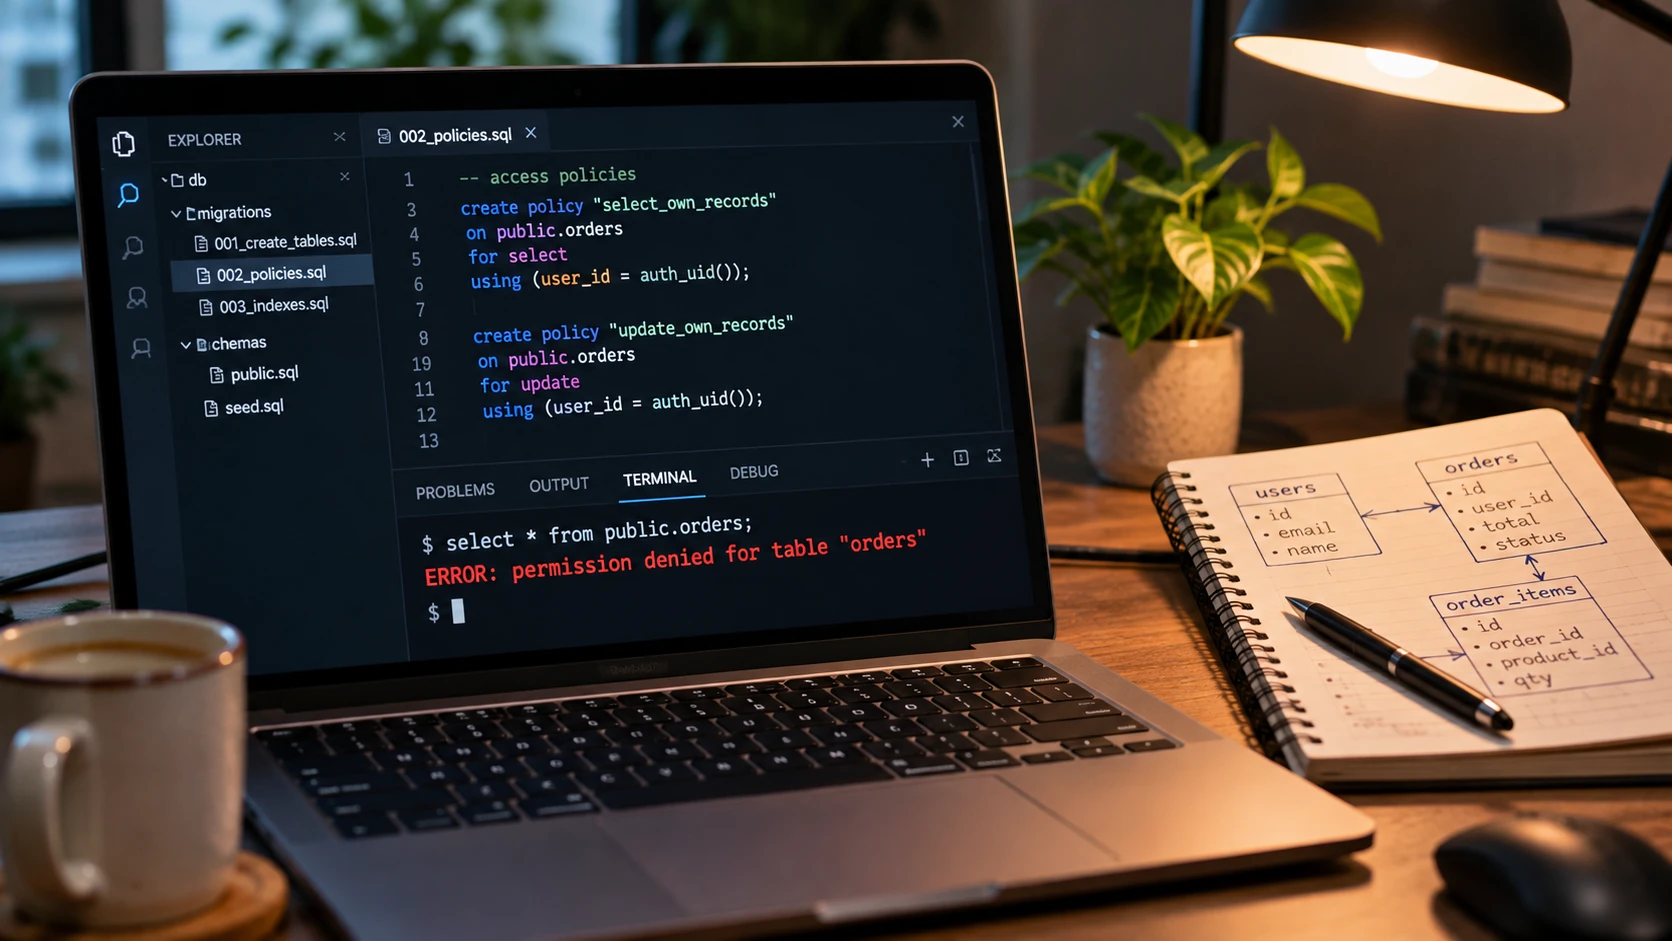 EXPLORER
db
migrations
001_create_tables.sql
002_policies.sql
003_indexes.sql
chemas
public.sql
seed.sql
002_policies.sql
1 -- access policies
3 create policy "select_own_records"
4 on public.orders
5 for select
6 using (user_id = auth_uid());
7
8 create policy "update_own_records"
19 on public.orders
11 for update
12 using (user_id = auth_uid());
13
PROBLEMS OUTPUT TERMINAL DEBUG
$ select * from public.orders;
ERROR: permission denied for table "orders"
$
users
• id
• email
• name
orders
• id
• user_id
• total
• status
order_items
• id
• order_id
• product_id
• qty